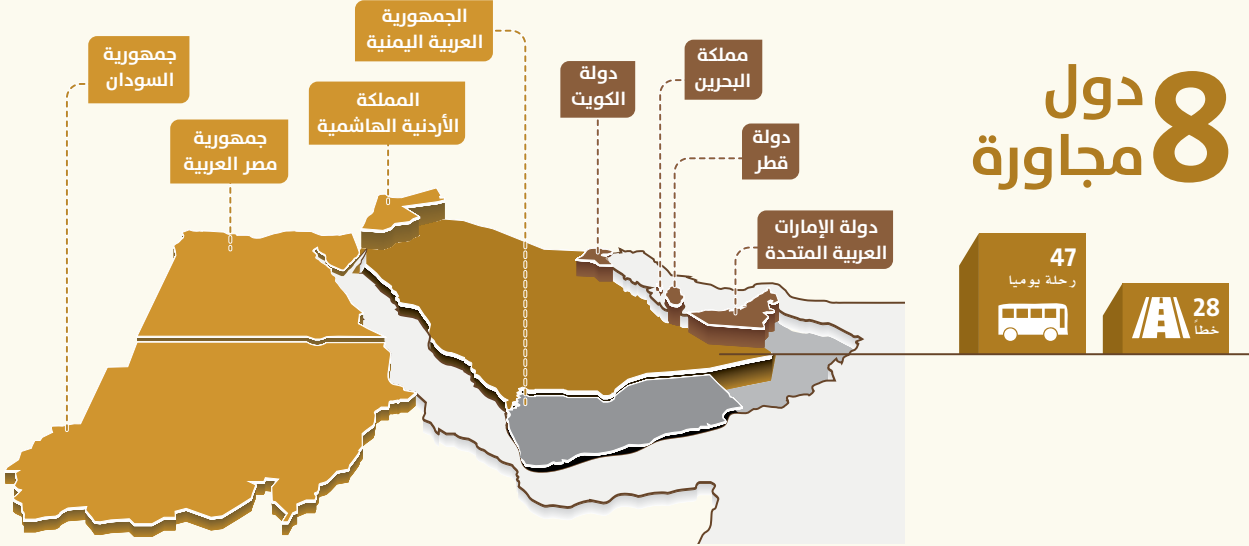 8
دول
مجاورة
47
رحلة يوميا
28
خطاً
الجمهورية
العربية اليمنية
جمهورية
السودان
مملكة
البحرين
دولة
الكويت
المملكة
الأردنية الهاشمية
جمهورية
مصر العربية
دولة
قطر
دولة الإمارات
العربية المتحدة